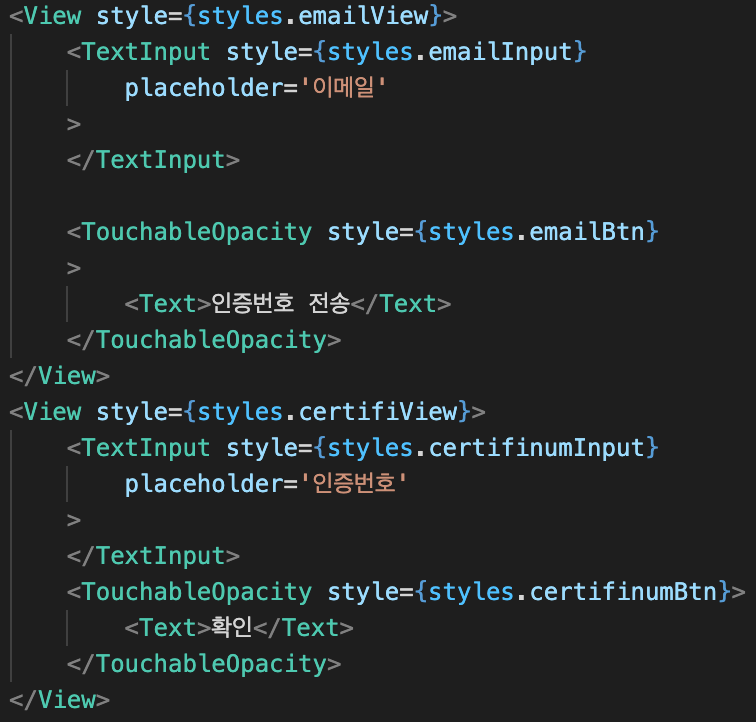 <View style={styles.emailView}>
    <TextInput style={styles.emailInput}
        placeholder='이메일'
    >
    </TextInput>

    <TouchableOpacity style={styles.emailBtn}
    >
        <Text>인증번호 전송</Text>
    </TouchableOpacity>
</View>
<View style={styles.certifiView}>
    <TextInput style={styles.certifinumInput}
        placeholder='인증번호'
    >
    </TextInput>
    <TouchableOpacity style={styles.certifinumBtn}>
        <Text>확인</Text>
    </TouchableOpacity>
</View>